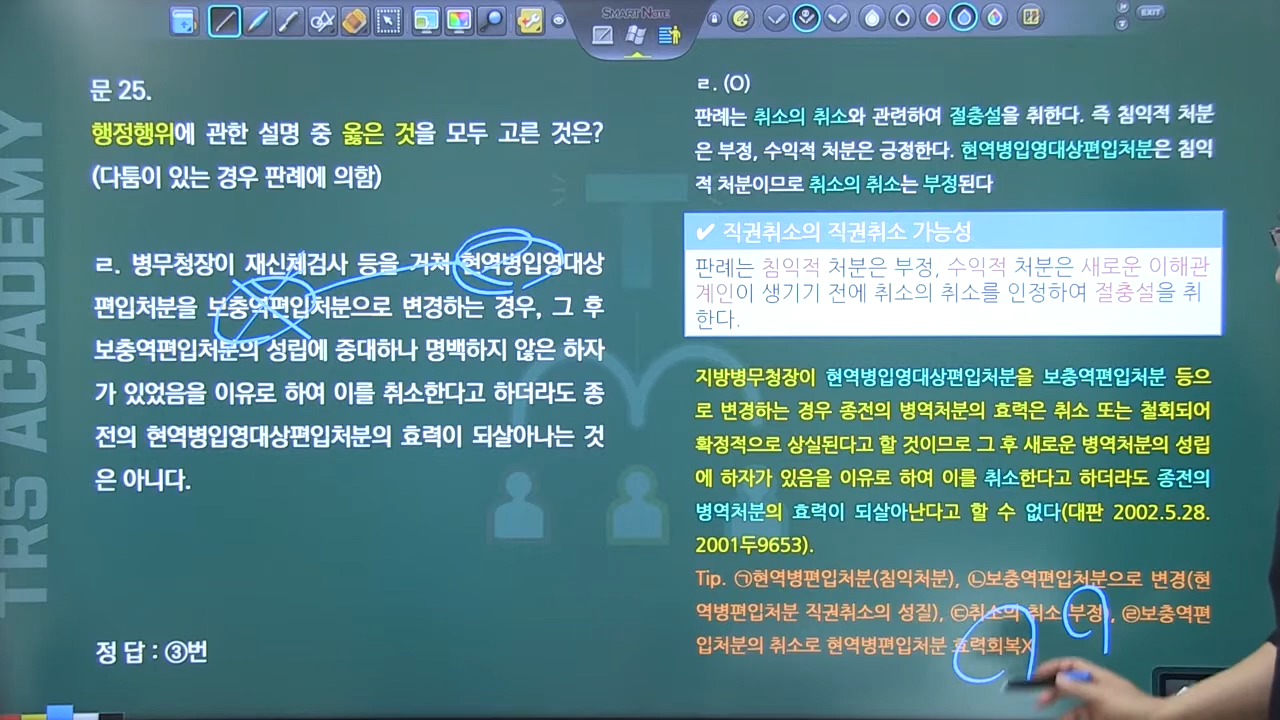 SMART NOTE
EXIT
TRS ACADEMY
문 25.
행정행위에 관한 설명 중 옳은 것을 모두 고른 것은?
(다툼이 있는 경우 판례에 의함)
ㄹ. 병무청장이 재신체검사 등을 거쳐 현역병입영대상
편입처분을 보충역편입처분으로 변경하는 경우, 그 후
보충역편입처분의 성립에 중대하나 명백하지 않은 하자
가 있었음을 이유로 하여 이를 취소한다고 하더라도 종
전의 현역병입영대상편입처분의 효력이 되살아나는 것
은 아니다.
정 답 : ③번
ㄹ. (O)
판례는 취소의 취소와 관련하여 절충설을 취한다. 즉 침익적 처분
은 부정, 수익적 처분은 긍정한다. 현역병입영대상편입처분은 침익
적 처분이므로 취소의 취소는 부정된다
✔ 직권취소의 직권취소 가능성
판례는 침익적 처분은 부정, 수익적 처분은 새로운 이해관
계인이 생기기 전에 취소의 취소를 인정하여 절충설을 취
한다.
지방병무청장이 현역병입영대상편입처분을 보충역편입처분 등으
로 변경하는 경우 종전의 병역처분의 효력은 취소 또는 철회되어
확정적으로 상실된다고 할 것이므로 그 후 새로운 병역처분의 성립
에 하자가 있음을 이유로 하여 이를 취소한다고 하더라도 종전의
병역처분의 효력이 되살아난다고 할 수 없다(대판 2002.5.28.
2001두9653).
Tip. ㉠현역병편입처분(침익처분), ㉡보충역편입처분으로 변경(현
역병편입처분 직권취소의 성질), ㉢취소의 취소 부정), ㉣보충역편
입처분의 취소로 현역병편입처분 효력회복X